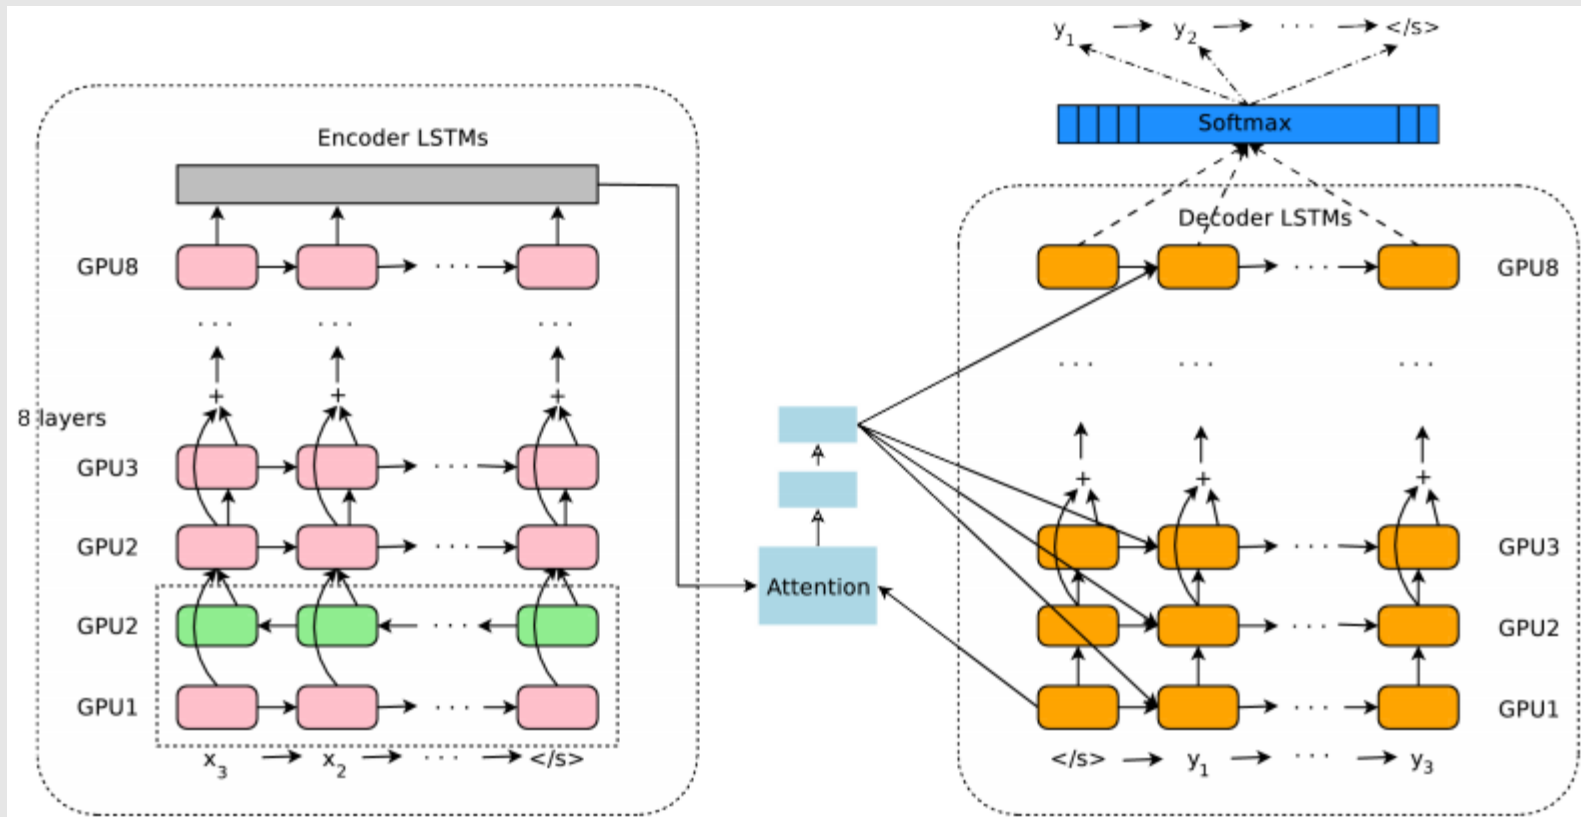 y1 y2 ... </s>
Softmax
Encoder LSTMs
Decoder LSTMs
GPU8 ... GPU8
... ... ... ... ... ...
8 layers
GPU3 ...
GPU2 ... ... GPU3
Attention
GPU2 ... ... GPU2
GPU1 ... ... GPU1
x3 x2 ... </s> </s> y1 ... y3